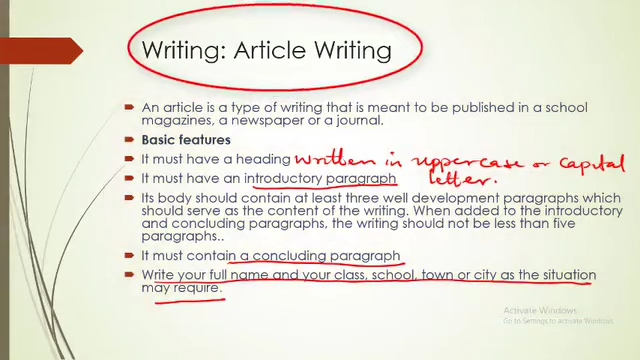 Writing: Article Writing
An article is a type of writing that is meant to be published in a school
magazines, a newspaper or a journal.
Basic features
It must have a heading written in uppercase or capital
letter.
It must have an introductory paragraph
Its body should contain at least three well development paragraphs which
should serve as the content of the writing. When added to the introductory
and concluding paragraphs, the writing should not be less than five
paragraphs..
It must contain a concluding paragraph
Write your full name and your class, school, town or city as the situation
may require.
Activate Windows
Go to Settings to activate Windows.